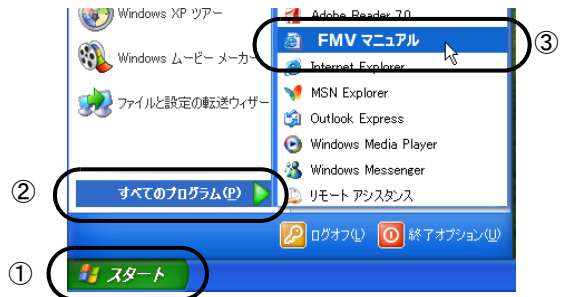 Windows XP ツアー
Windows ムービー メーカー
ファイルと設定の転送ウィザー
Adobe Reader 7.0
FMV マニュアル
③
Internet Explorer
MSN Explorer
Outlook Express
Windows Media Player
Windows Messenger
リモート アシスタンス
②
すべてのプログラム(P)
ログオフ(L)
終了オプション(U)
①
スタート